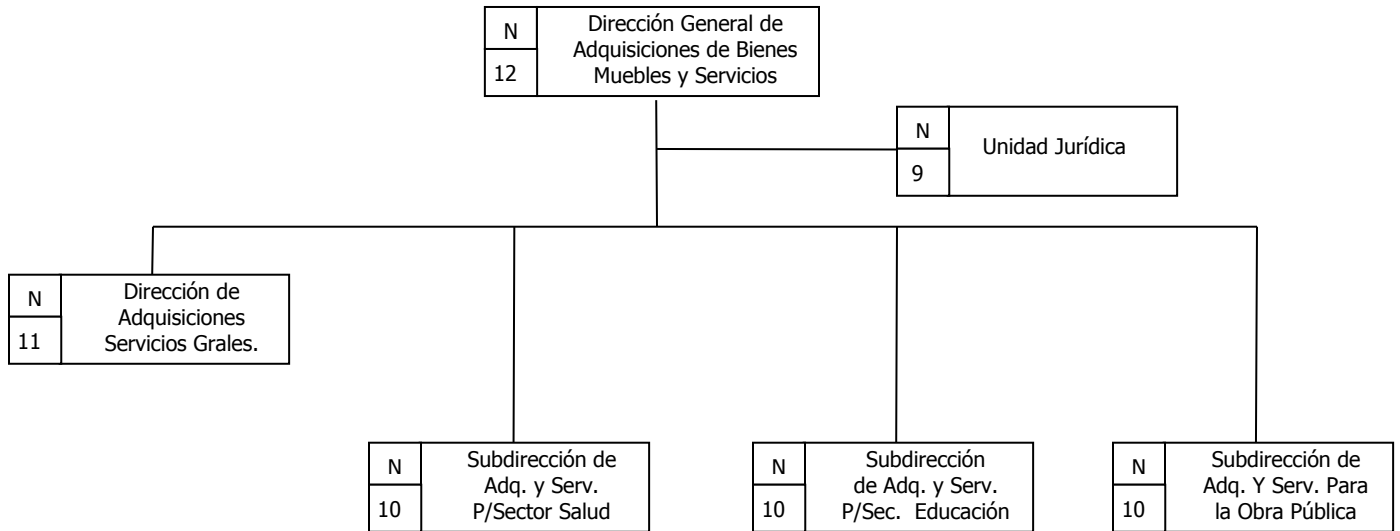 N
12
Dirección General de
Adquisiciones de Bienes
Muebles y Servicios
N
9
Unidad Jurídica
N
11
Dirección de
Adquisiciones
Servicios Grales.
N
10
Subdirección de
Adq. y Serv.
P/Sector Salud
N
10
Subdirección
de Adq. y Serv.
P/Sec. Educación
N
10
Subdirección de
Adq. Y Serv. Para
la Obra Pública